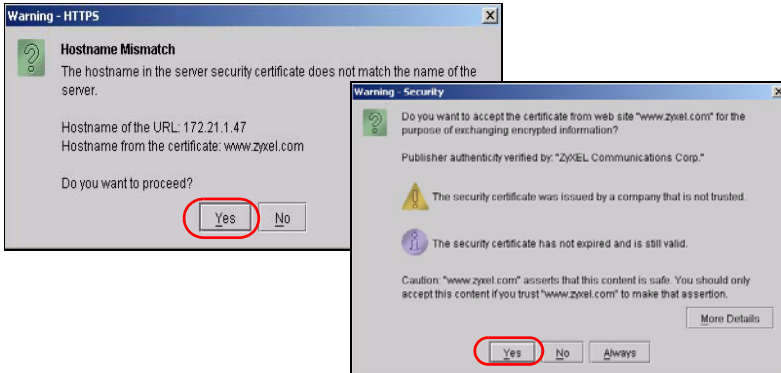 Warning - HTTPS
Hostname Mismatch
The hostname in the server security certificate does not match the name of the
server.
Hostname of the URL: 172.21.1.47
Hostname from the certificate: www.zyxel.com
Do you want to proceed?
Yes No
Warning - Security
Do you want to accept the certificate from web site "www.zyxel.com" for the
purpose of exchanging encrypted information?
Publisher authenticity verified by: "ZyXEL Communications Corp."
The security certificate was issued by a company that is not trusted.
The security certificate has not expired and is still valid.
Caution: "www.zyxel.com" asserts that this content is safe. You should only
accept this content if you trust "www.zyxel.com" to make that assertion.
More Details
Yes No Always